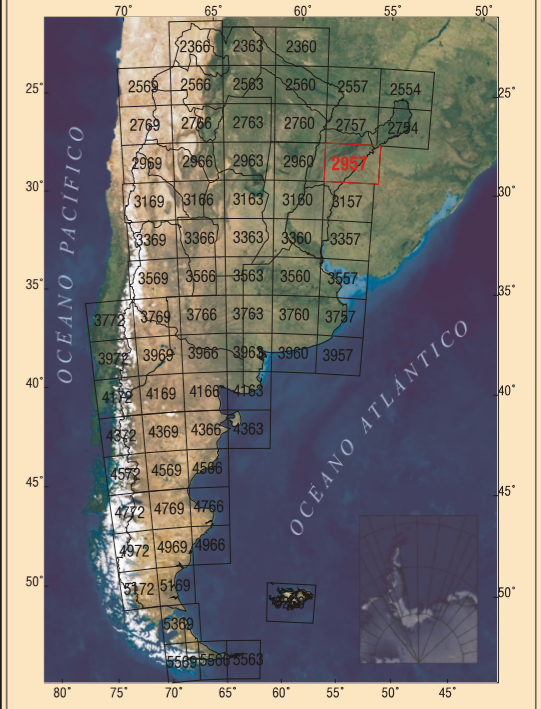 70° 65° 60° 55° 50°
2366 2363 2360
25° 2569 2566 2563 2560 2557 2554 25°
2769 2766 2763 2760 2757 2754
2969 2966 2963 2960 2957
30° 3169 3166 3163 3160 3157 30°
3369 3366 3363 3360 3357
35° 3569 3566 3563 3560 3557 35°
3772 3769 3766 3763 3760 3757
3972 3969 3966 3963 3960 3957
40° 4172 4169 4166 4163 40°
4372 4369 4366 4363
45° 4572 4569 4566 45°
4772 4769 4766
4972 4969 4966
50° 5172 5169 50°
5369
5569 5566 5563
80° 75° 70° 65° 60° 55° 50° 45°
OCEANO PACÍFICO
OCEANO ATLÁNTICO